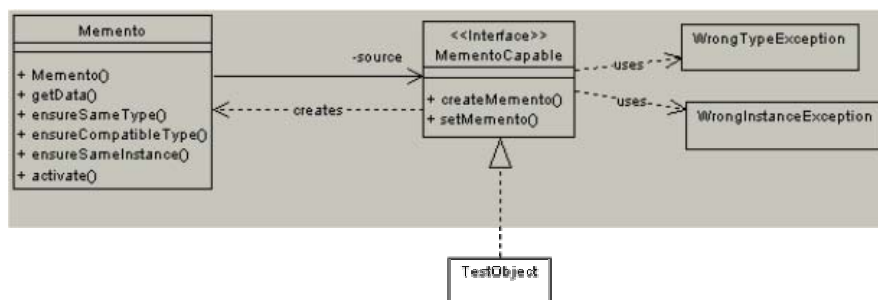 Memento
+ Memento()
+ getData()
+ ensureSameType()
+ ensureCompatibleType()
+ ensureSameInstance()
+ activate()
-source
creates
<<Interface>>
MementoCapable
+ createMemento()
+ setMemento()
uses
uses
WrongTypeException
WrongInstanceException
TestObject